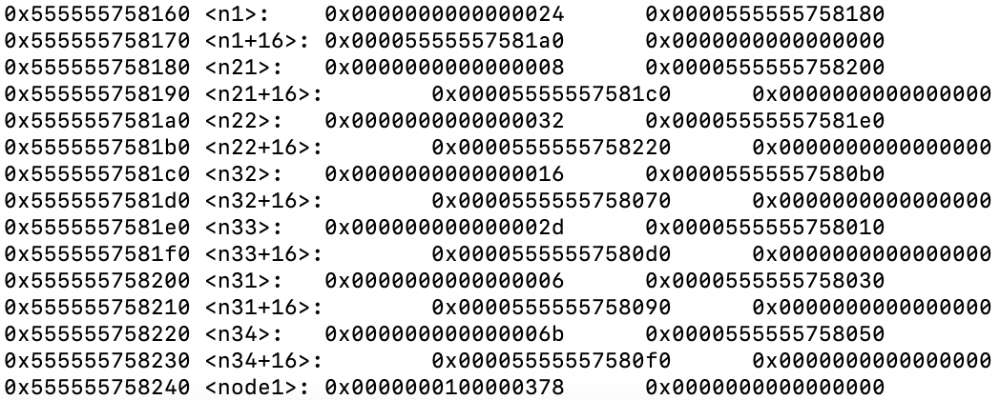 0x555555758160 <n1>: 0x0000000000000024 0x0000555555758180
0x555555758170 <n1+16>: 0x00005555557581a0 0x0000000000000000
0x555555758180 <n21>: 0x0000000000000008 0x0000555555758200
0x555555758190 <n21+16>: 0x00005555557581c0 0x0000000000000000
0x5555557581a0 <n22>: 0x0000000000000032 0x00005555557581e0
0x5555557581b0 <n22+16>: 0x0000555555758220 0x0000000000000000
0x5555557581c0 <n32>: 0x0000000000000016 0x00005555557580b0
0x5555557581d0 <n32+16>: 0x0000555555758070 0x0000000000000000
0x5555557581e0 <n33>: 0x000000000000002d 0x0000555555758010
0x5555557581f0 <n33+16>: 0x00005555557580d0 0x0000000000000000
0x555555758200 <n31>: 0x0000000000000006 0x0000555555758030
0x555555758210 <n31+16>: 0x0000555555758090 0x0000000000000000
0x555555758220 <n34>: 0x000000000000006b 0x0000555555758050
0x555555758230 <n34+16>: 0x00005555557580f0 0x0000000000000000
0x555555758240 <node1>: 0x0000000100000378 0x0000000000000000